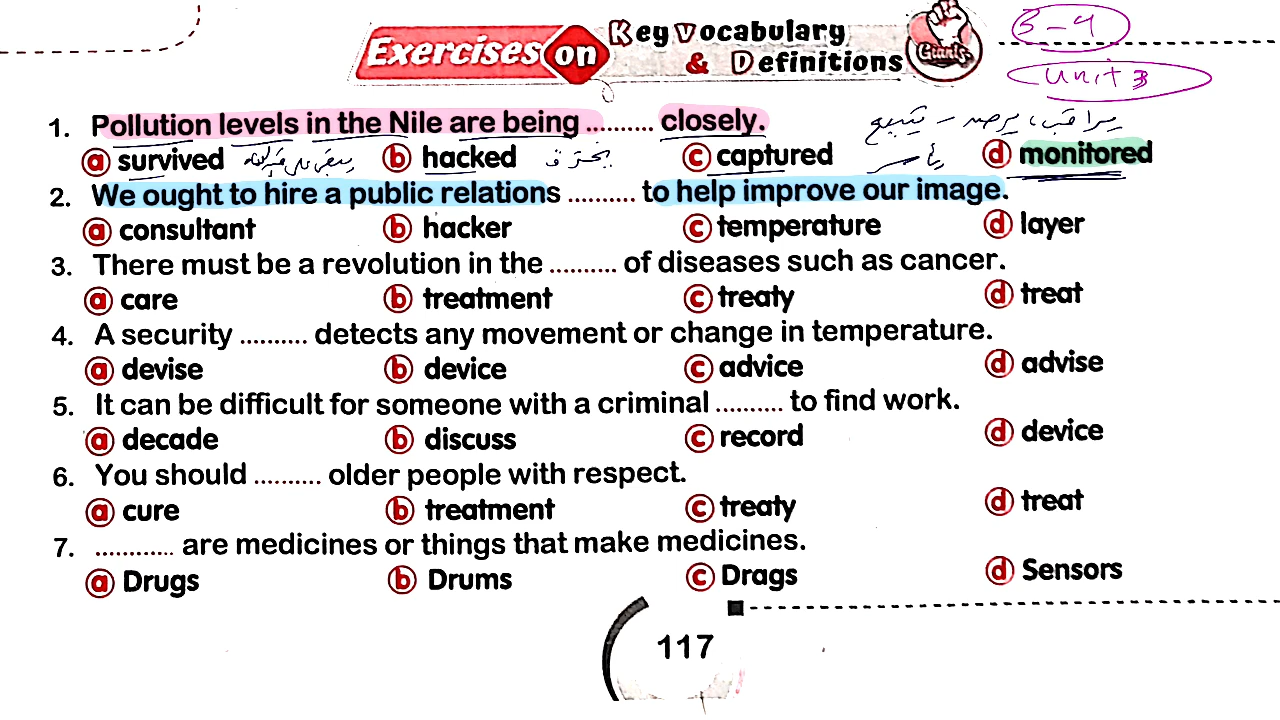 Exercises on Key Vocabulary & Definitions
Giants
3-4
Unit 3
1. Pollution levels in the Nile are being .......... closely.
يراقب، يرصد - يتتبع
a survived b hacked يخترق c captured يأسر d monitored
2. We ought to hire a public relations .......... to help improve our image.
a consultant b hacker c temperature d layer
3. There must be a revolution in the .......... of diseases such as cancer.
a care b treatment c treaty d treat
4. A security .......... detects any movement or change in temperature.
a devise b device c advice d advise
5. It can be difficult for someone with a criminal .......... to find work.
a decade b discuss c record d device
6. You should .......... older people with respect.
a cure b treatment c treaty d treat
7. ............ are medicines or things that make medicines.
a Drugs b Drums c Drags d Sensors
117